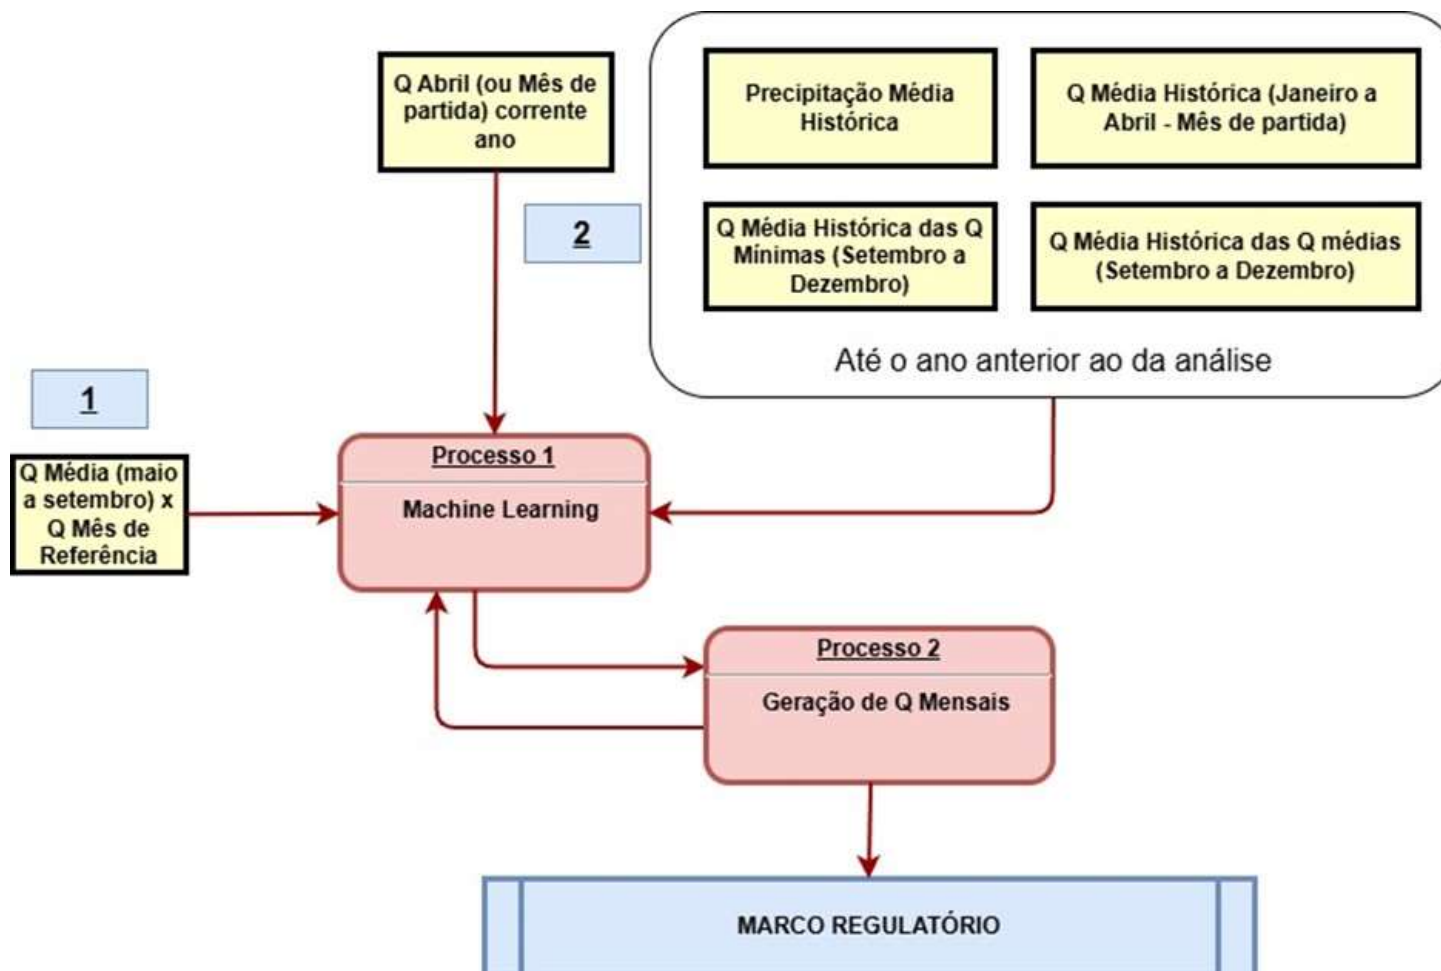 Q Abril (ou Mês de
partida) corrente
ano
Precipitação Média
Histórica
Q Média Histórica (Janeiro a
Abril - Mês de partida)
2
Q Média Histórica das Q
Mínimas (Setembro a
Dezembro)
Q Média Histórica das Q médias
(Setembro a Dezembro)
Até o ano anterior ao da análise
1
Q Média (maio
a setembro) x
Q Mês de
Referência
Processo 1
Machine Learning
Processo 2
Geração de Q Mensais
MARCO REGULATÓRIO